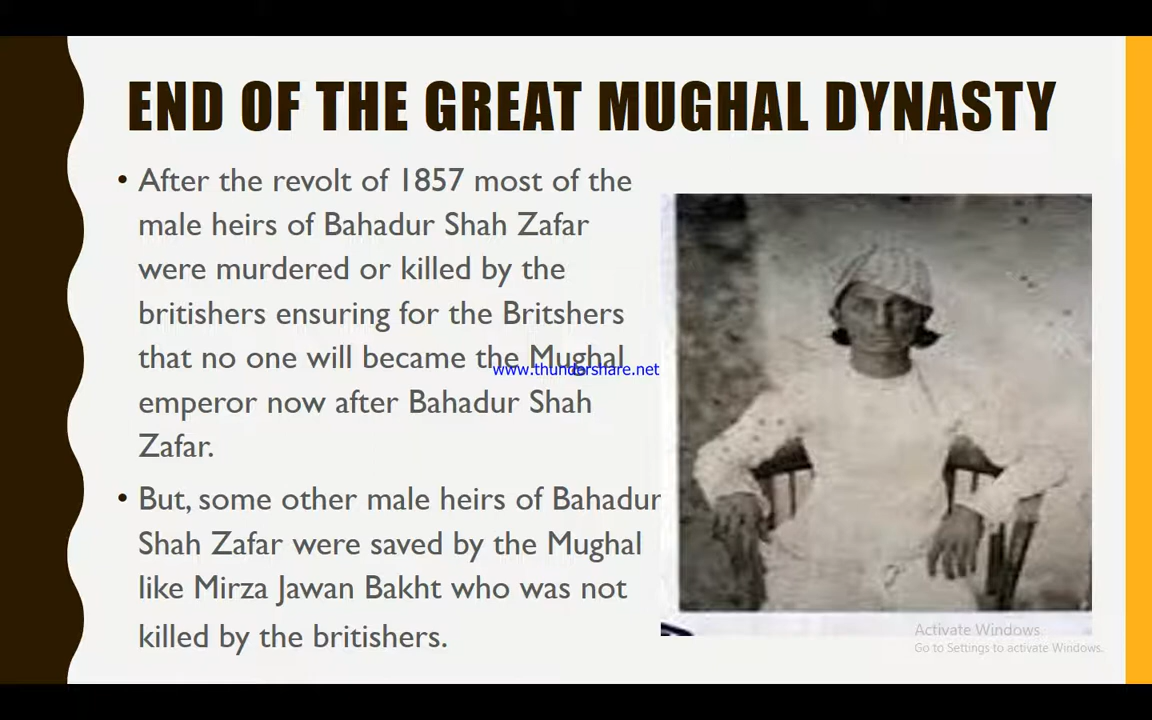 END OF THE GREAT MUGHAL DYNASTY
• After the revolt of 1857 most of the
male heirs of Bahadur Shah Zafar
were murdered or killed by the
britishers ensuring for the Britshers
that no one will became the Mughal
www.thundershare.net
emperor now after Bahadur Shah
Zafar.
• But, some other male heirs of Bahadur
Shah Zafar were saved by the Mughal
like Mirza Jawan Bakht who was not
killed by the britishers.
Activate Windows
Go to Settings to activate Windows.